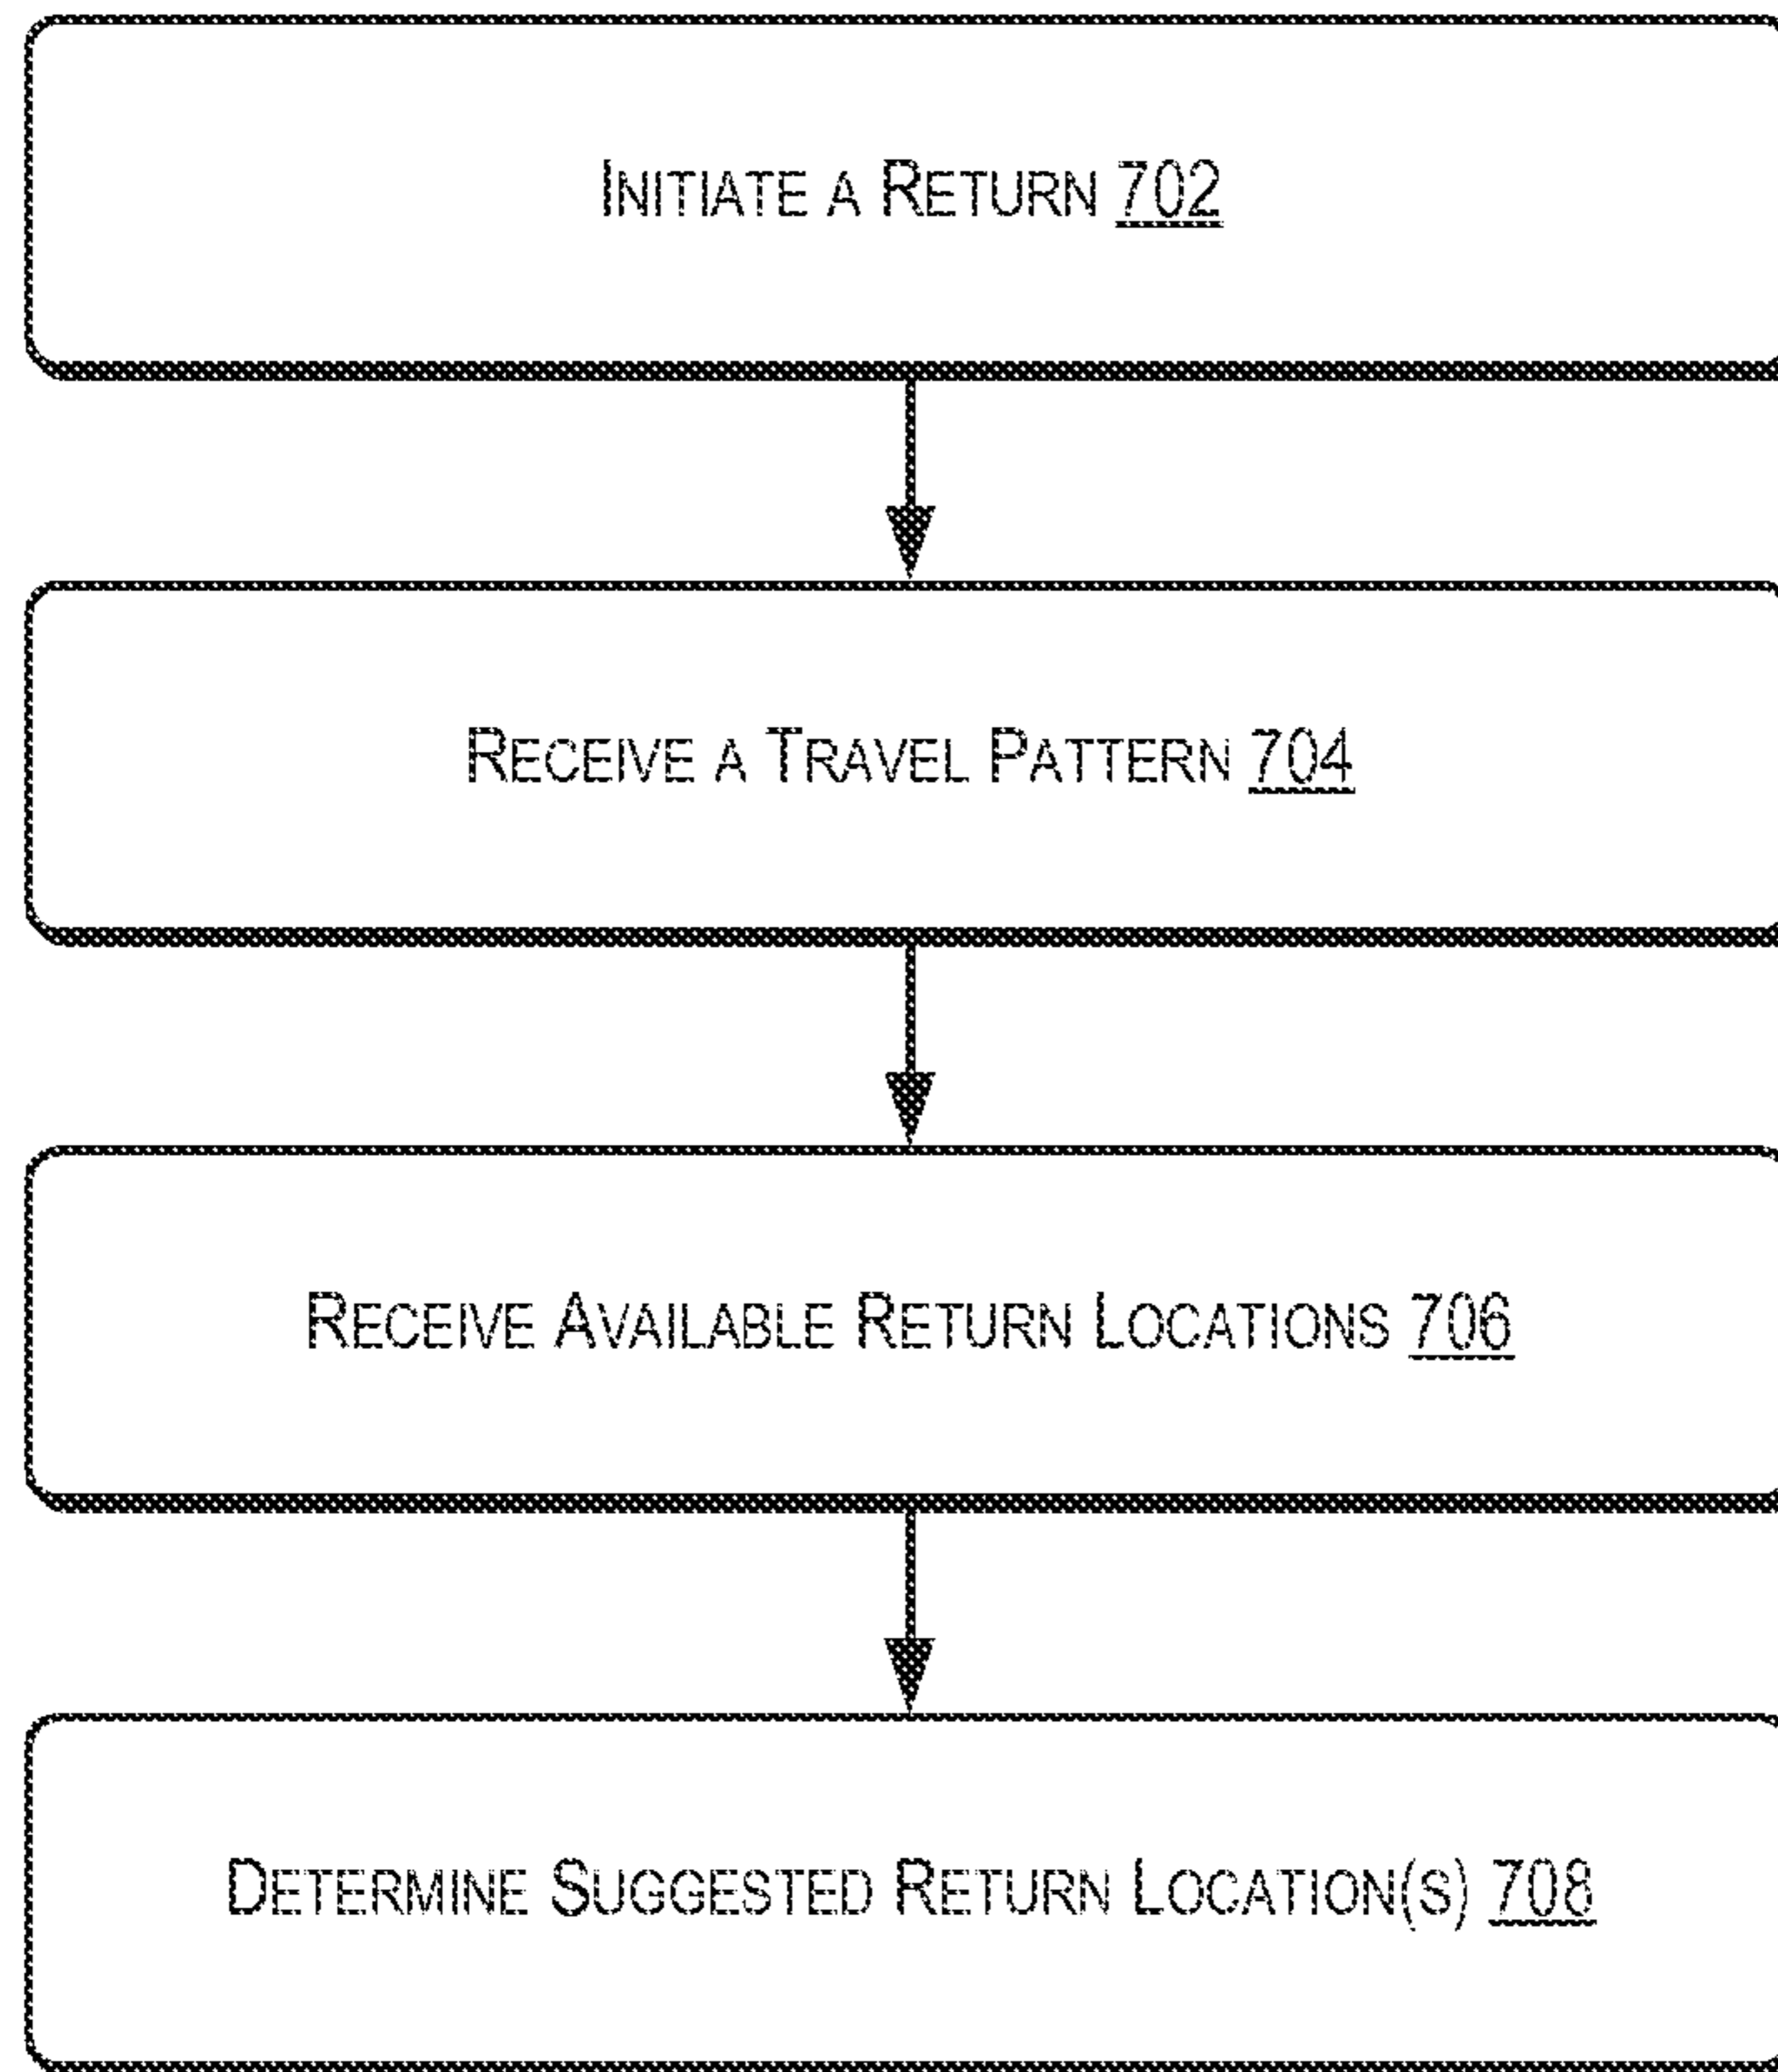 INITIATE A RETURN 702
RECEIVE A TRAVEL PATTERN 704
RECEIVE AVAILABLE RETURN LOCATIONS 706
DETERMINE SUGGESTED RETURN LOCATION(S) 708